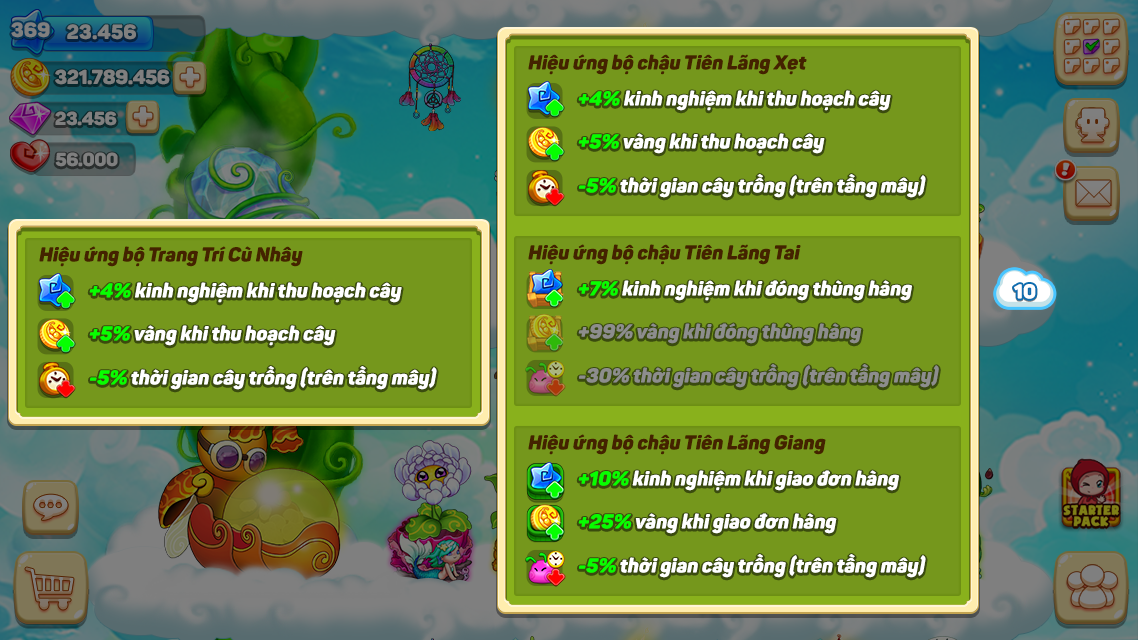 369 23.456
321.789.456
23.456
56.000
Hiệu ứng bộ Trang Trí Cù Nhây
+4% kinh nghiệm khi thu hoạch cây
+5% vàng khi thu hoạch cây
-5% thời gian cây trồng (trên tầng mây)
Hiệu ứng bộ chậu Tiên Lãng Xẹt
+4% kinh nghiệm khi thu hoạch cây
+5% vàng khi thu hoạch cây
-5% thời gian cây trồng (trên tầng mây)
Hiệu ứng bộ chậu Tiên Lãng Tai
+7% kinh nghiệm khi đóng thùng hàng
+99% vàng khi đóng thùng hàng
-30% thời gian cây trồng (trên tầng mây)
Hiệu ứng bộ chậu Tiên Lãng Giang
+10% kinh nghiệm khi giao đơn hàng
+25% vàng khi giao đơn hàng
-5% thời gian cây trồng (trên tầng mây)
!
10
STARTER
PACK